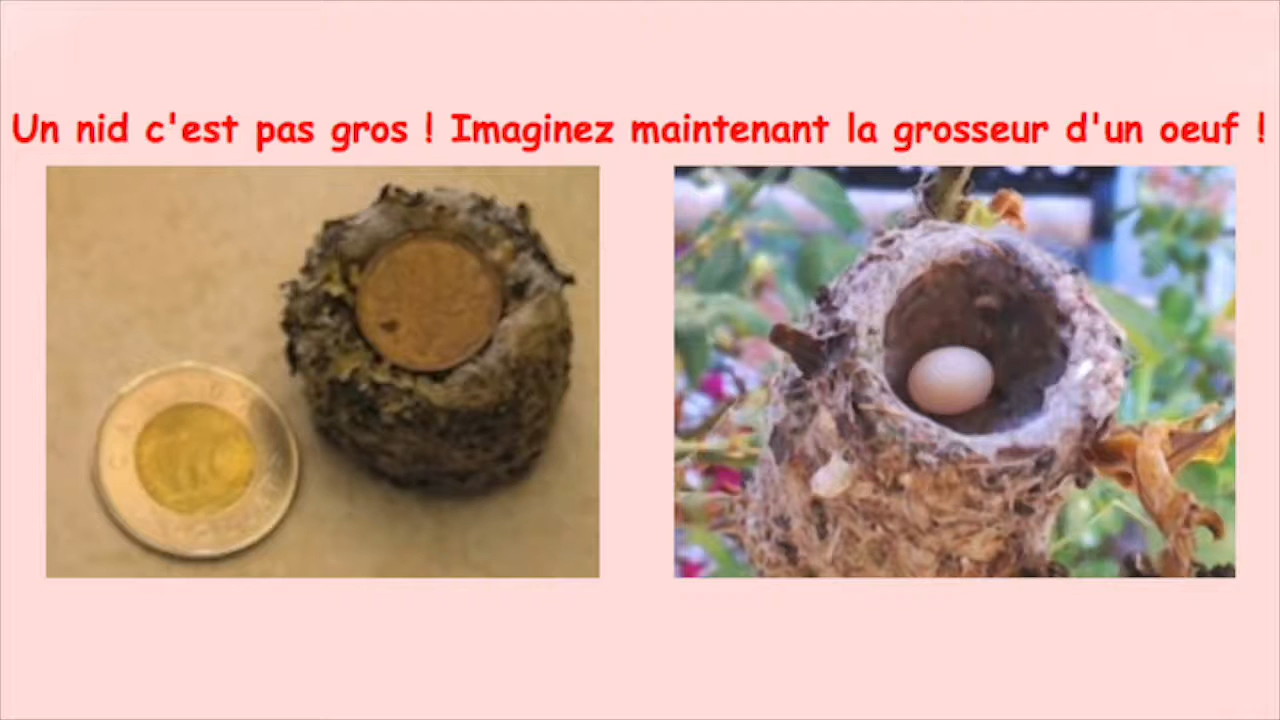 Un nid c'est pas gros ! Imaginez maintenant la grosseur d'un oeuf !